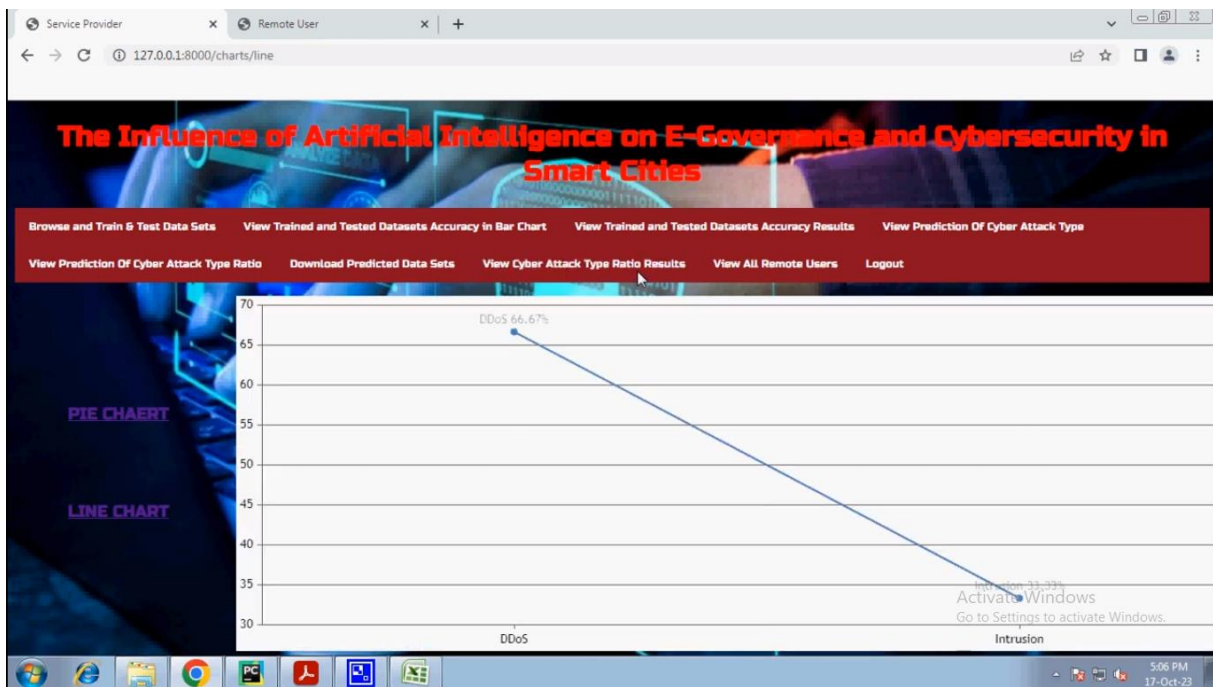 Service Provider
Remote User
127.0.0.1:8000/charts/line
The Influence of Artificial Intelligence on E-Governance and Cybersecurity in
Smart Cities
Browse and Train & Test Data Sets View Trained and Tested Datasets Accuracy in Bar Chart View Trained and Tested Datasets Accuracy Results View Prediction Of Cyber Attack Type
View Prediction Of Cyber Attack Type Ratio Download Predicted Data Sets View Cyber Attack Type Ratio Results View All Remote Users Logout
70
DDoS 66.67%
65
60
PIE CHAERT
55
50
LINE CHART
45
40
35
Intrusion 33.33%
Activate Windows
Go to Settings to activate Windows.
30
DDoS Intrusion
PC
5:06 PM
17-Oct-23